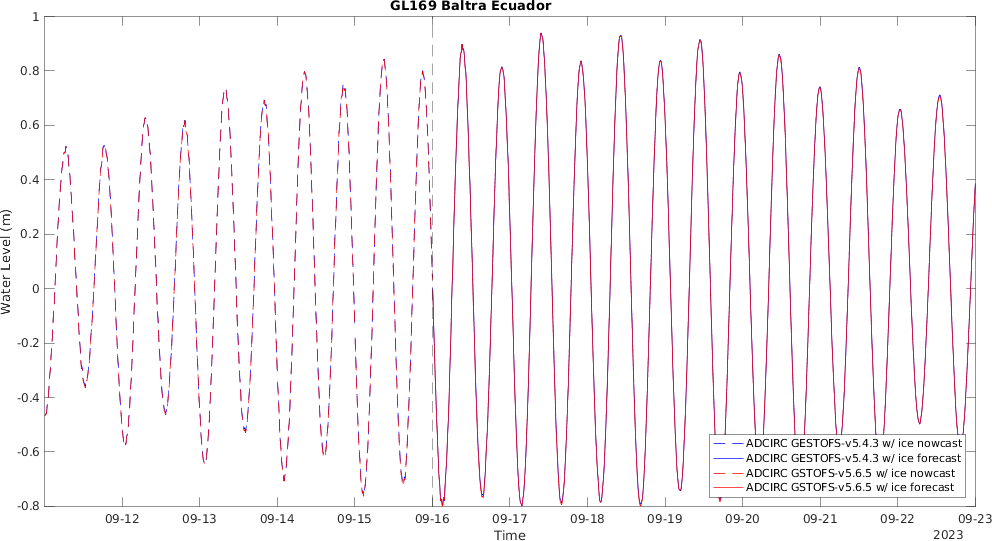 GL169 Baltra Ecuador
1
0.8
0.6
0.4
0.2
0
-0.2
-0.4
-0.6
-0.8
Water Level (m)
ADCIRC GESTOFS-v5.4.3 w/ ice nowcast
ADCIRC GESTOFS-v5.4.3 w/ ice forecast
ADCIRC GSTOFS-v5.6.5 w/ ice nowcast
ADCIRC GSTOFS-v5.6.5 w/ ice forecast
09-12 09-13 09-14 09-15 09-16 09-17 09-18 09-19 09-20 09-21 09-22 09-23
Time
2023